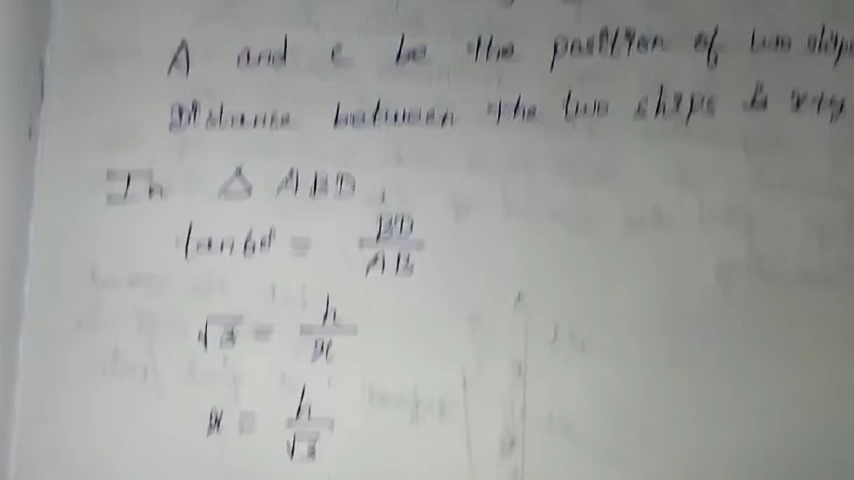 A and c be the position of two ships
distance between the two ships is x+y
In △ ABD,
tan60° = BD/AB
√3 = h/x
x = h/√3